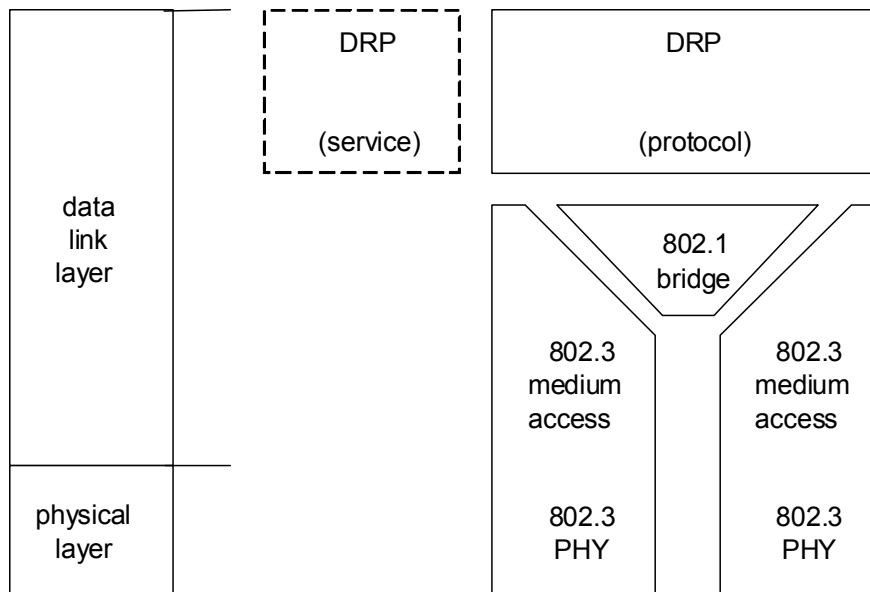 DRP
(service)
DRP
(protocol)
data
link
layer
802.1
bridge
802.3
medium
access
802.3
medium
access
physical
layer
802.3
PHY
802.3
PHY